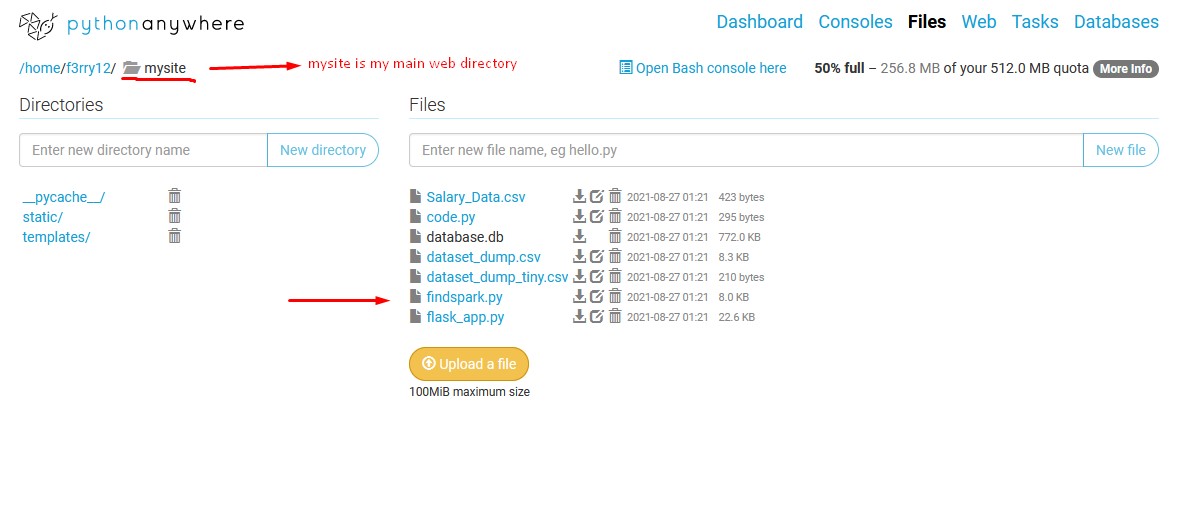 pythonanywhere
Dashboard Consoles Files Web Tasks Databases
/home/f3rry12/ mysite
mysite is my main web directory
Open Bash console here
50% full – 256.8 MB of your 512.0 MB quota More Info
Directories
Files
Enter new directory name New directory
Enter new file name, eg hello.py New file
__pycache__/
static/
templates/
Salary_Data.csv 2021-08-27 01:21 423 bytes
code.py 2021-08-27 01:21 295 bytes
database.db 2021-08-27 01:21 772.0 KB
dataset_dump.csv 2021-08-27 01:21 8.3 KB
dataset_dump_tiny.csv 2021-08-27 01:21 210 bytes
findspark.py 2021-08-27 01:21 8.0 KB
flask_app.py 2021-08-27 01:21 22.6 KB
Upload a file
100MiB maximum size